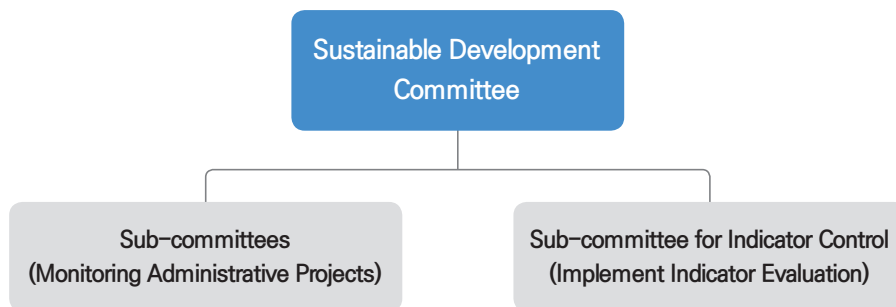 Sustainable Development
Committee
Sub-committees
(Monitoring Administrative Projects)
Sub-committee for Indicator Control
(Implement Indicator Evaluation)